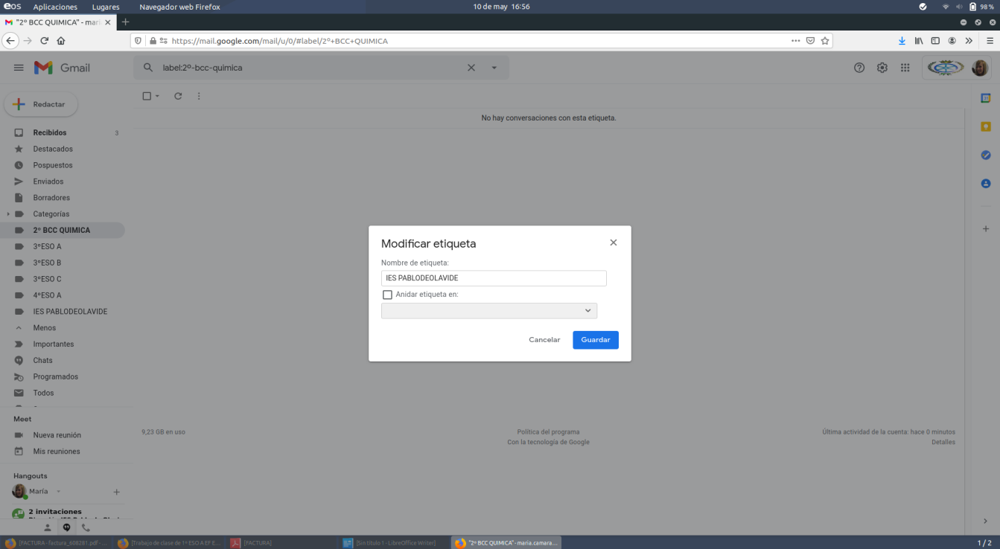 eos Aplicaciones Lugares Navegador web Firefox 10 de may 16:56 98 %
"2º BCC QUIMICA" - mari
https://mail.google.com/mail/u/0/#label/2º+BCC+QUIMICA
Gmail label:2º-bcc-quimica
Redactar
No hay conversaciones con esta etiqueta.
Recibidos 3
Destacados
Pospuestos
Enviados
Borradores
Categorías
2º BCC QUIMICA
3ºESO A
3ºESO B
3ºESO C
4ºESO A
IES PABLODEOLAVIDE
Menos
Importantes
Chats
Programados
Todos
Modificar etiqueta
Nombre de etiqueta:
IES PABLODEOLAVIDE
Anidar etiqueta en:
Cancelar Guardar
Meet
Nueva reunión
Mis reuniones
9,23 GB en uso
Política del programa
Con la tecnología de Google
Última actividad de la cuenta: hace 0 minutos
Detalles
Hangouts
María
2 invitaciones
[FACTURA - factura_608281.pdf - ... [Trabajo de clase de 1º ESO A EF E... [FACTURA] [Sin título 1 - LibreOffice Writer] "2º BCC QUIMICA" - maria.camara... 1 / 2